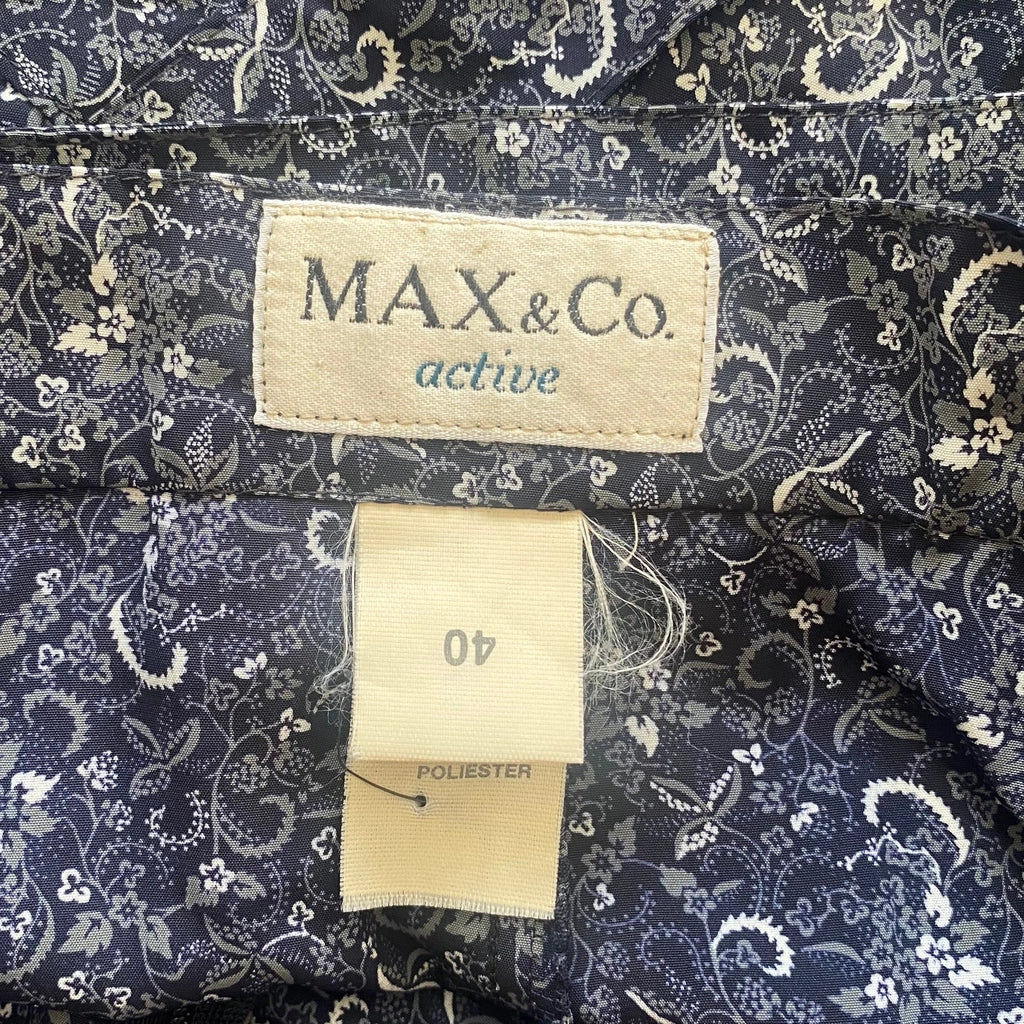 MAX&Co.
active
40
POLIESTER